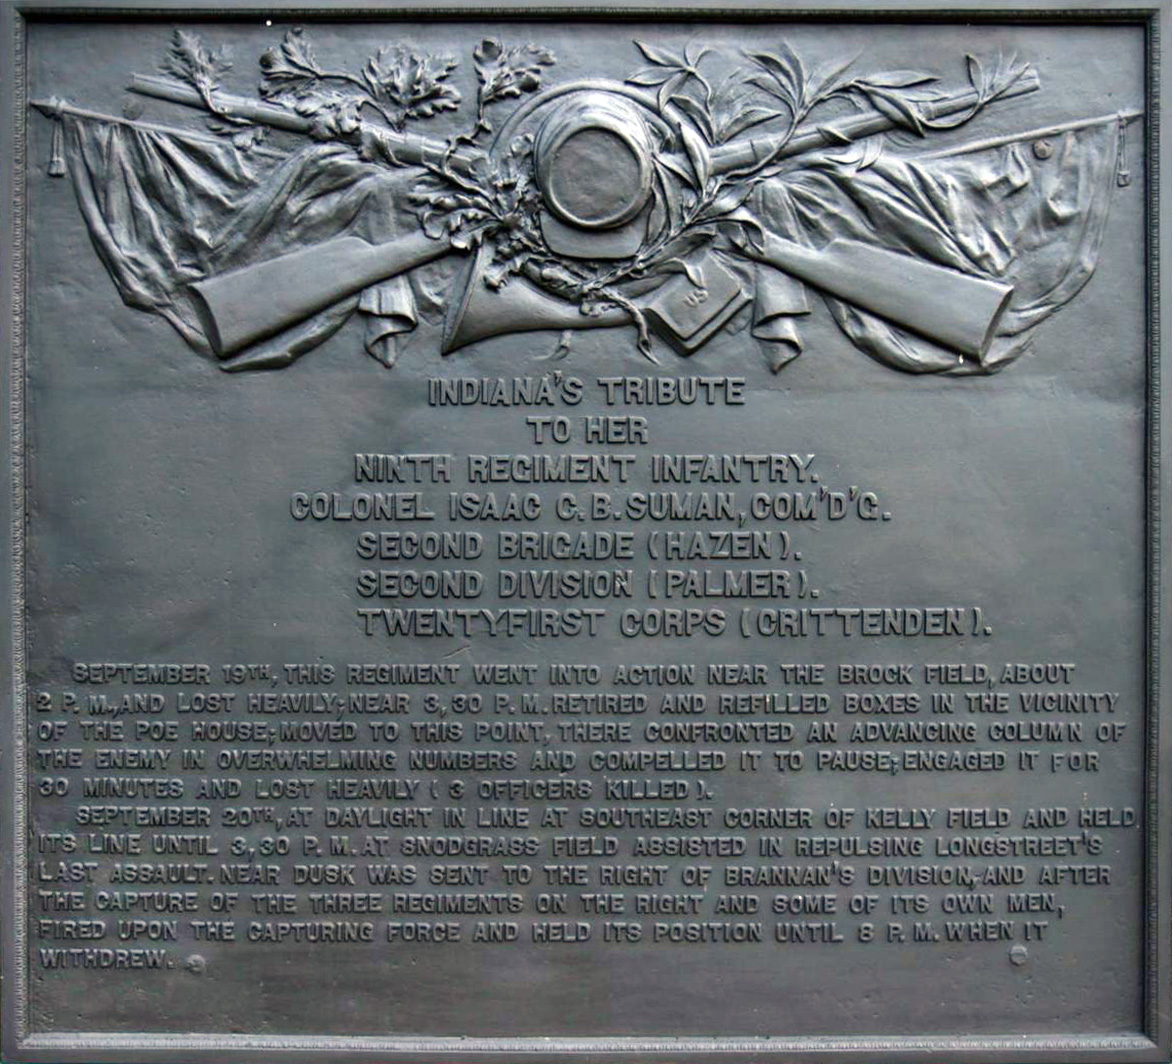 US
INDIANA'S TRIBUTE
TO HER
NINTH REGIMENT INFANTRY.
COLONEL ISAAC C. B. SUMAN, COM'D'G.
SECOND BRIGADE (HAZEN).
SECOND DIVISION (PALMER).
TWENTYFIRST CORPS (CRITTENDEN).
SEPTEMBER 19TH, THIS REGIMENT WENT INTO ACTION NEAR THE BROCK FIELD, ABOUT
2 P. M., AND LOST HEAVILY; NEAR 3,30 P. M. RETIRED AND REFILLED BOXES IN THE VICINITY
OF THE POE HOUSE; MOVED TO THIS POINT, THERE CONFRONTED AN ADVANCING COLUMN OF
THE ENEMY IN OVERWHELMING NUMBERS AND COMPELLED IT TO PAUSE; ENGAGED IT FOR
30 MINUTES AND LOST HEAVILY (3 OFFICERS KILLED).
SEPTEMBER 20TH, AT DAYLIGHT IN LINE AT SOUTHEAST CORNER OF KELLY FIELD AND HELD
ITS LINE UNTIL 3,30 P. M. AT SNODGRASS FIELD ASSISTED IN REPULSING LONGSTREET'S
LAST ASSAULT. NEAR DUSK WAS SENT TO THE RIGHT OF BRANNAN'S DIVISION, AND AFTER
THE CAPTURE OF THE THREE REGIMENTS ON THE RIGHT AND SOME OF ITS OWN MEN,
FIRED UPON THE CAPTURING FORCE AND HELD ITS POSITION UNTIL 8 P. M. WHEN IT
WITHDREW.